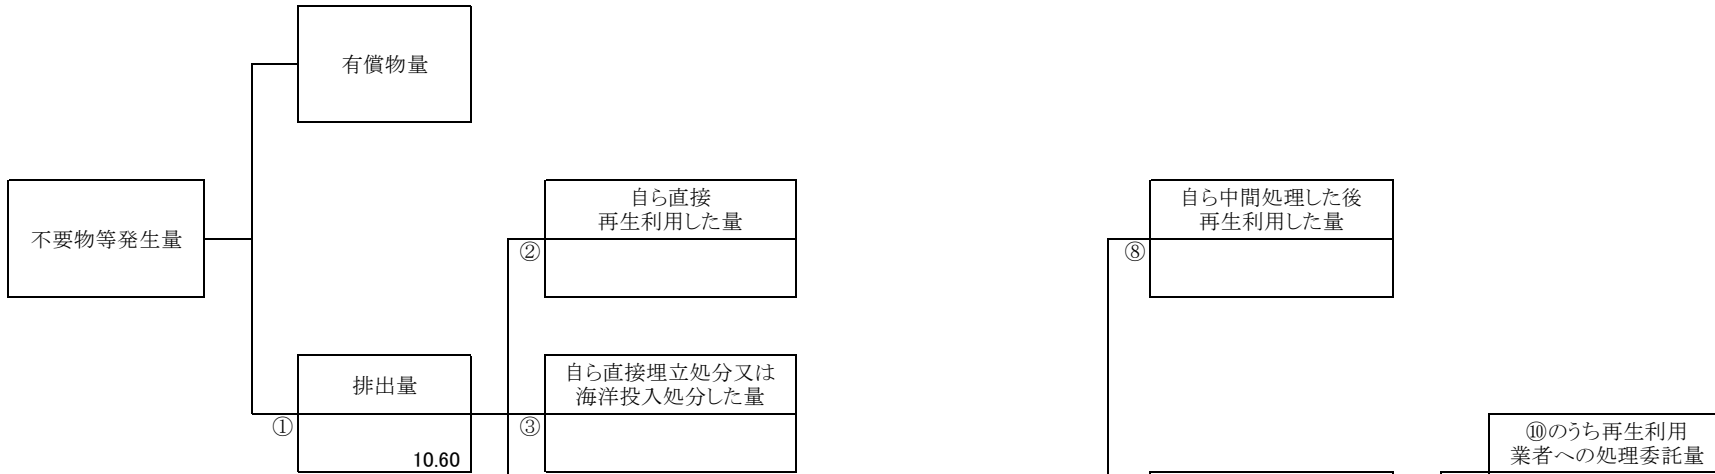 有償物量
不要物等発生量
自ら直接
再生利用した量
②
自ら中間処理した後
再生利用した量
⑧
排出量
①
10.60
自ら直接埋立処分又は
海洋投入処分した量
③
⑩のうち再生利用
業者への処理委託量